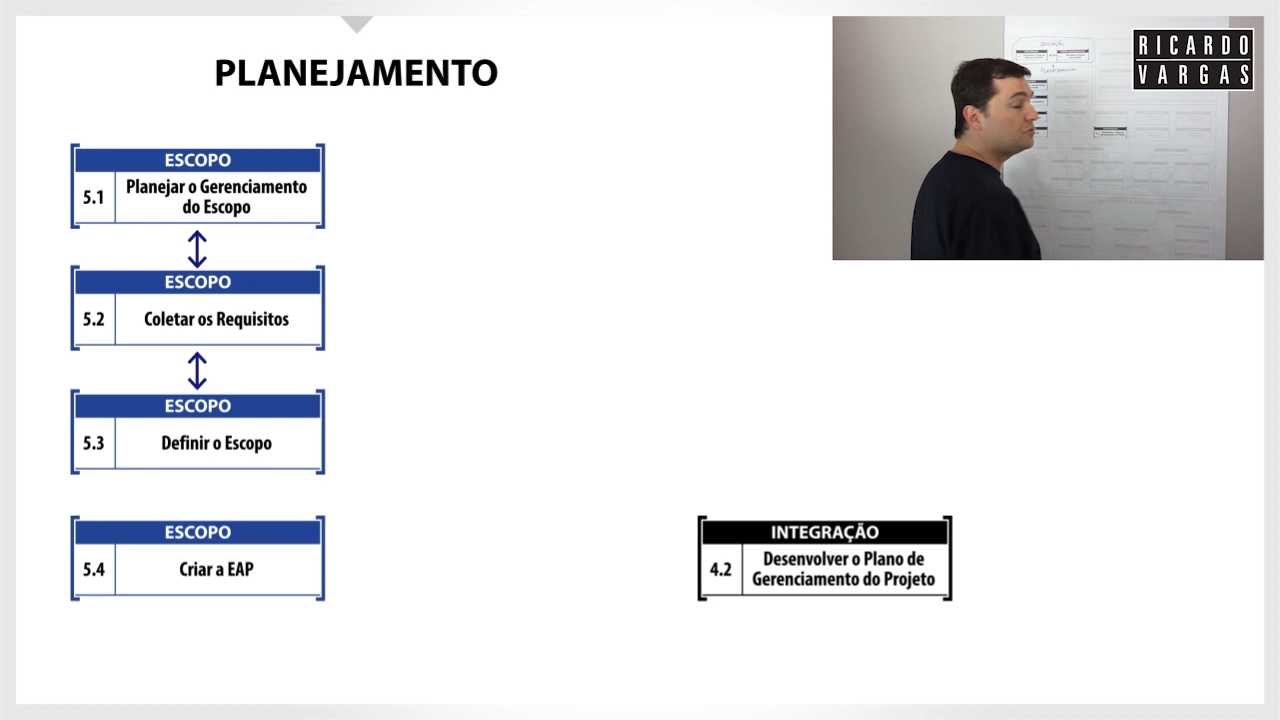 PLANEJAMENTO
RICARDO
VARGAS
ESCOPO
5.1
Planejar o Gerenciamento
do Escopo
ESCOPO
5.2
Coletar os Requisitos
ESCOPO
5.3
Definir o Escopo
ESCOPO
5.4
Criar a EAP
INTEGRAÇÃO
4.2
Desenvolver o Plano de
Gerenciamento do Projeto